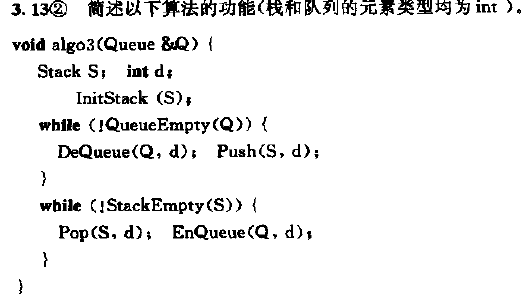 3.13② 简述以下算法的功能(栈和队列的元素类型均为 int )。
void algo3(Queue &Q) {
Stack S; int d;
InitStack (S);
while (!QueueEmpty(Q)) {
DeQueue(Q, d); Push(S, d);
}
while (!StackEmpty(S)) {
Pop(S, d); EnQueue(Q, d);
}
}